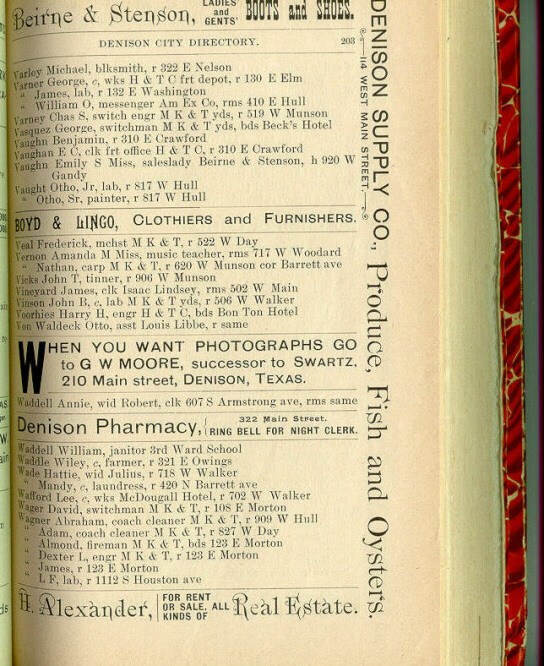 Beirne & Stenson, LADIES' and GENTS' BOOTS and SHOES.
DENISON CITY DIRECTORY. 203
Varley Michael, blksmith, r 322 E Nelson
Varner George, c, wks H & T C frt depot, r 130 E Elm
" James, lab, r 132 E Washington
" William O, messenger Am Ex Co, rms 410 E Hull
Varney Chas S, switch engr M K & T yds, r 519 W Munson
Vasquez George, switchman M K & T yds, bds Beck's Hotel
Vaughn Benjamin, r 310 E Crawford
Vaughan E C, clk frt office H & T C, r 310 E Crawford
Vaughn Emily S Miss, saleslady Beirne & Stenson, h 920 W
Gandy
Vaught Otho, Jr, lab, r 817 W Hull
" Otho, Sr, painter, r 817 W Hull
BOYD & LINGO, CLOTHIERS and FURNISHERS.
Veal Frederick, mchst M K & T, r 522 W Day
Vernon Amanda M Miss, music teacher, rms 717 W Woodard
" Nathan, carp M K & T, r 620 W Munson cor Barrett ave
Vicks John T, tinner, r 906 W Munson
Vineyard James, clk Isaac Lindsey, rms 502 W Main
Vinson John B, c, lab M K & T yds, r 506 W Walker
Voorhies Harry H, engr H & T C, bds Bon Ton Hotel
Von Waldeck Otto, asst Louis Libbe, r same
WHEN YOU WANT PHOTOGRAPHS GO
to G W MOORE, successor to SWARTZ,
210 Main street, DENISON, TEXAS.
Waddell Annie, wid Robert, clk 607 S Armstrong ave, rms same
Denison Pharmacy, 322 Main Street.
RING BELL FOR NIGHT CLERK.
Waddell William, janitor 3rd Ward School
Waddle Wiley, c, farmer, r 321 E Owings
Wade Hattie, wid Julius, r 718 W Walker
" Mandy, c, laundress, r 420 N Barrett ave
Wafford Lee, c, wks McDougall Hotel, r 702 W Walker
Wager David, switchman M K & T, r 108 E Morton
Wagner Abraham, coach cleaner M K & T, r 909 W Hull
" Adam, coach cleaner M K & T, r 827 W Day
" Almond, fireman M K & T, bds 123 E Morton
" Dexter L, engr M K & T, r 123 E Morton
" James, r 123 E Morton
" L F, lab, r 1112 S Houston ave
H. Alexander, FOR RENT OR SALE, ALL KINDS OF Real Estate.
DENISON SUPPLY CO., Produce, Fish and Oysters.
114 WEST MAIN STREET.